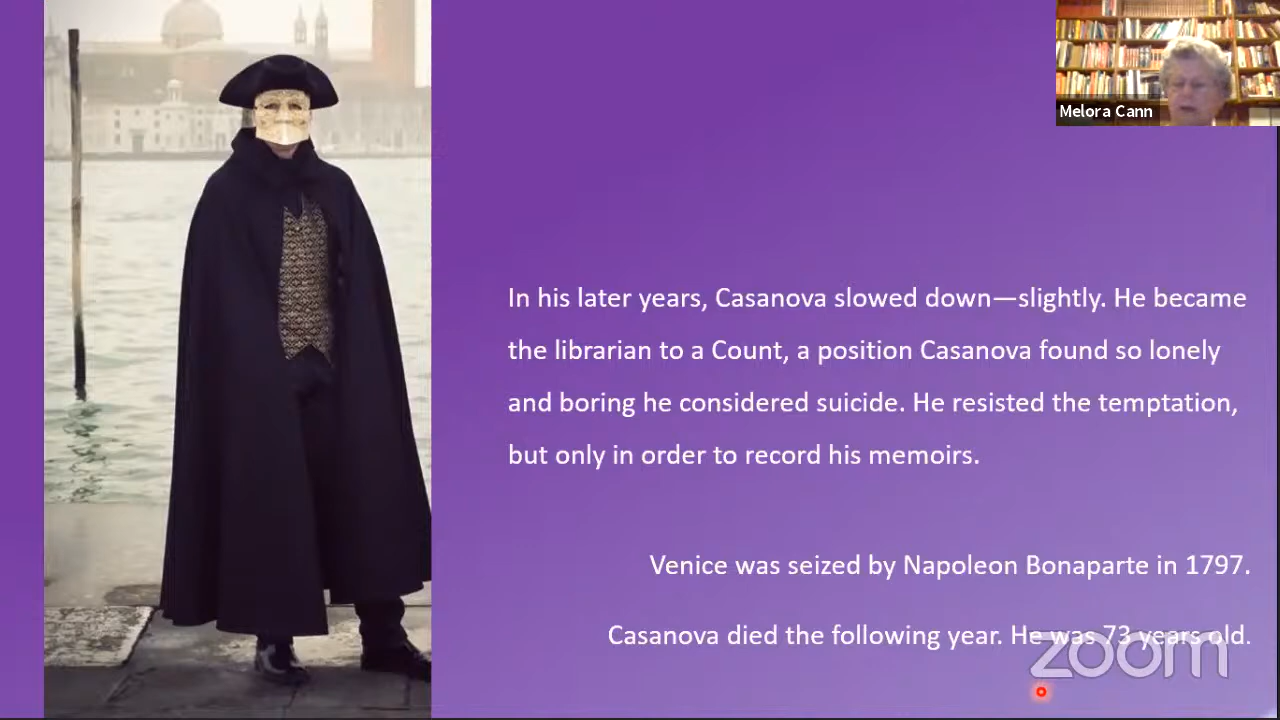 Melora Cann
In his later years, Casanova slowed down—slightly. He became
the librarian to a Count, a position Casanova found so lonely
and boring he considered suicide. He resisted the temptation,
but only in order to record his memoirs.
Venice was seized by Napoleon Bonaparte in 1797.
Casanova died the following year. He was 73 years old.
zoom